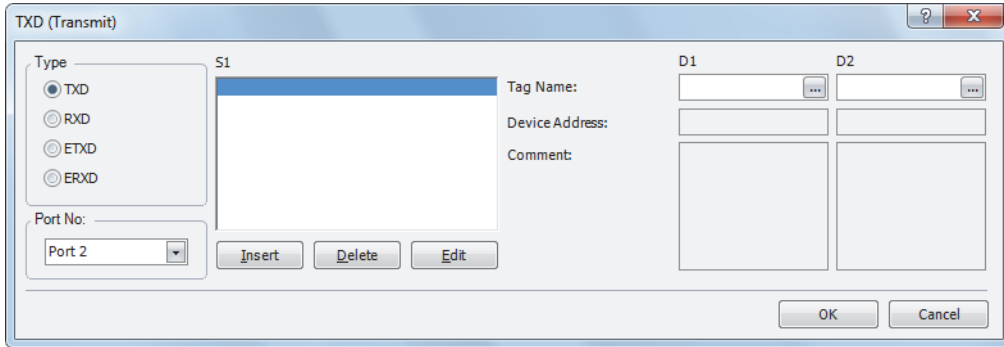 TXD (Transmit)
Type
TXD
RXD
ETXD
ERXD
Port No:
Port 2
S1
Insert Delete Edit
D1 D2
Tag Name: ... ...
Device Address:
Comment:
OK Cancel